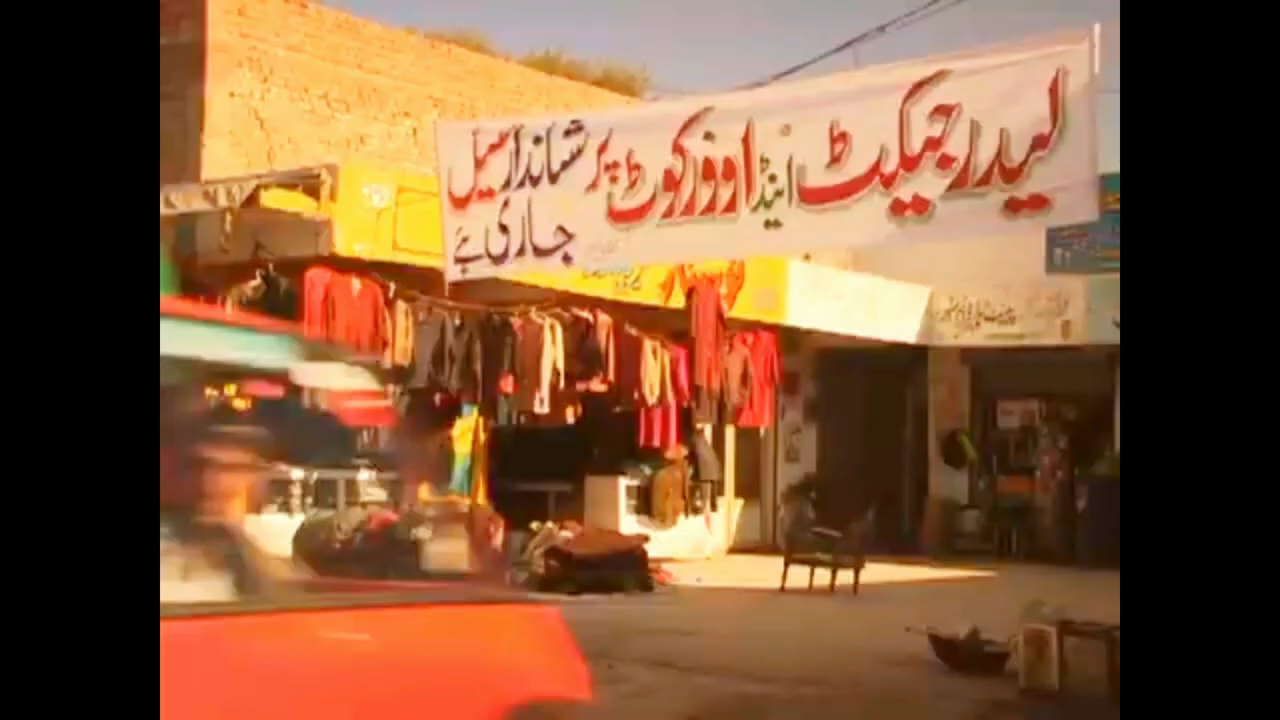 لیدر جیکٹ اینڈ اوورکوٹ پر شاندار سیل
جاری ہے